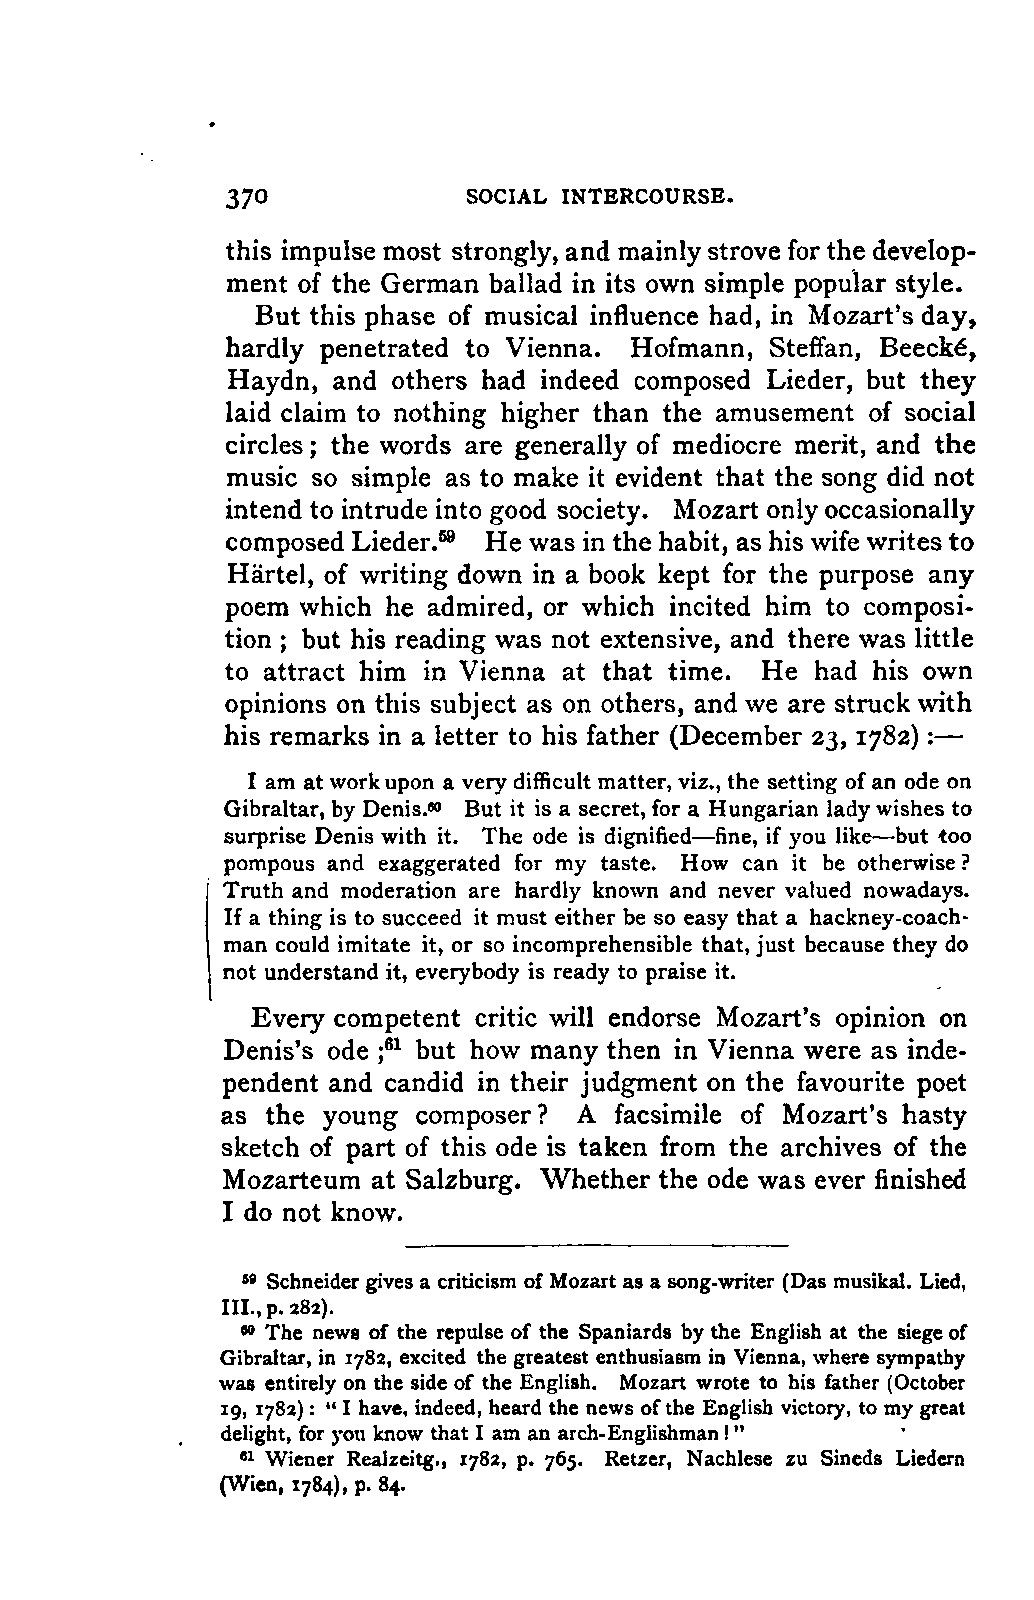 370 SOCIAL INTERCOURSE.
this impulse most strongly, and mainly strove for the develop-
ment of the German ballad in its own simple popular style.
But this phase of musical influence had, in Mozart's day,
hardly penetrated to Vienna. Hofmann, Steffan, Beecké,
Haydn, and others had indeed composed Lieder, but they
laid claim to nothing higher than the amusement of social
circles; the words are generally of mediocre merit, and the
music so simple as to make it evident that the song did not
intend to intrude into good society. Mozart only occasionally
composed Lieder.⁵⁹ He was in the habit, as his wife writes to
Härtel, of writing down in a book kept for the purpose any
poem which he admired, or which incited him to composi-
tion; but his reading was not extensive, and there was little
to attract him in Vienna at that time. He had his own
opinions on this subject as on others, and we are struck with
his remarks in a letter to his father (December 23, 1782) :—
I am at work upon a very difficult matter, viz., the setting of an ode on
Gibraltar, by Denis.⁶⁰ But it is a secret, for a Hungarian lady wishes to
surprise Denis with it. The ode is dignified—fine, if you like—but too
pompous and exaggerated for my taste. How can it be otherwise?
Truth and moderation are hardly known and never valued nowadays.
If a thing is to succeed it must either be so easy that a hackney-coach-
man could imitate it, or so incomprehensible that, just because they do
not understand it, everybody is ready to praise it.
Every competent critic will endorse Mozart's opinion on
Denis's ode;⁶¹ but how many then in Vienna were as inde-
pendent and candid in their judgment on the favourite poet
as the young composer? A facsimile of Mozart's hasty
sketch of part of this ode is taken from the archives of the
Mozarteum at Salzburg. Whether the ode was ever finished
I do not know.
⁵⁹ Schneider gives a criticism of Mozart as a song-writer (Das musikal. Lied,
III., p. 282).
⁶⁰ The news of the repulse of the Spaniards by the English at the siege of
Gibraltar, in 1782, excited the greatest enthusiasm in Vienna, where sympathy
was entirely on the side of the English. Mozart wrote to his father (October
19, 1782): "I have, indeed, heard the news of the English victory, to my great
delight, for you know that I am an arch-Englishman!"
⁶¹ Wiener Realzeitg., 1782, p. 765. Retzer, Nachlese zu Sineds Liedern
(Wien, 1784), p. 84.